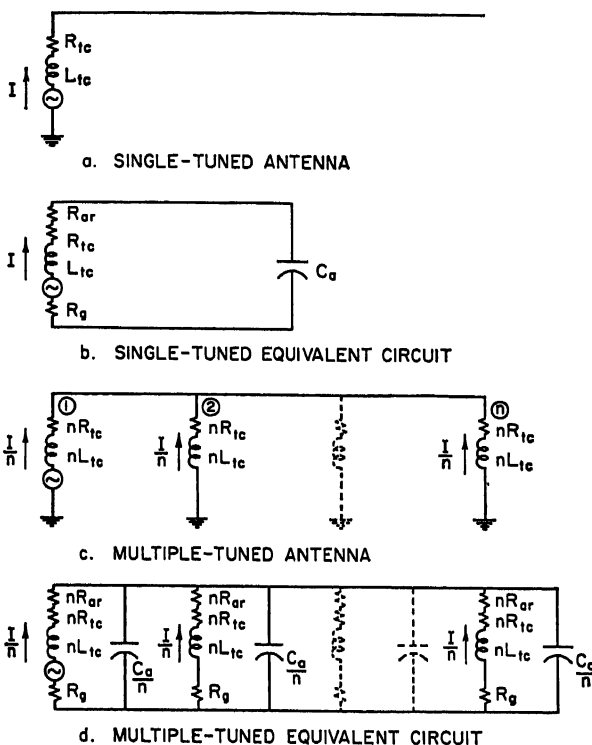 R_tc
I
L_tc
a. SINGLE-TUNED ANTENNA
R_ar
R_tc
I
L_tc
C_a
R_g
b. SINGLE-TUNED EQUIVALENT CIRCUIT
1 2 n
nR_tc nR_tc nR_tc
I/n I/n I/n
nL_tc nL_tc nL_tc
c. MULTIPLE-TUNED ANTENNA
nR_ar nR_ar nR_ar
nR_tc nR_tc nR_tc
I/n I/n I/n
nL_tc nL_tc nL_tc
C_a/n C_a/n C_a/n
R_g R_g R_g
d. MULTIPLE-TUNED EQUIVALENT CIRCUIT